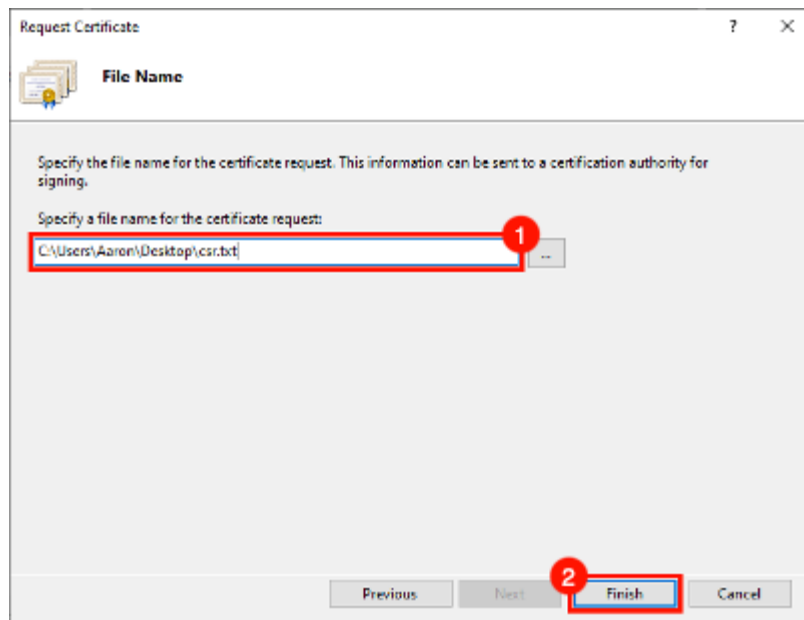 Request Certificate
?
File Name
Specify the file name for the certificate request. This information can be sent to a certification authority for
signing.
Specify a file name for the certificate request:
1
C:\Users\Aaron\Desktop\csr.txt
...
2
Previous
Next
Finish
Cancel